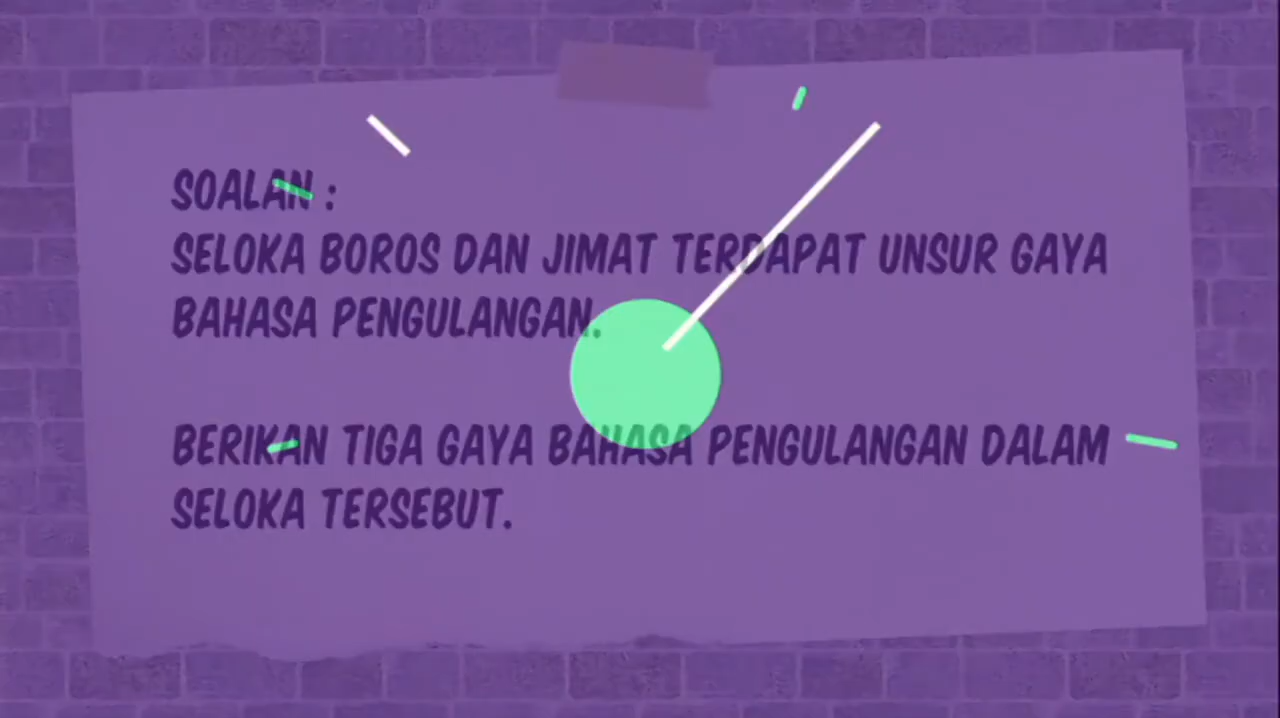 SOALAN :
SELOKA BOROS DAN JIMAT TERDAPAT UNSUR GAYA
BAHASA PENGULANGAN.
BERIKAN TIGA GAYA BAHASA PENGULANGAN DALAM
SELOKA TERSEBUT.